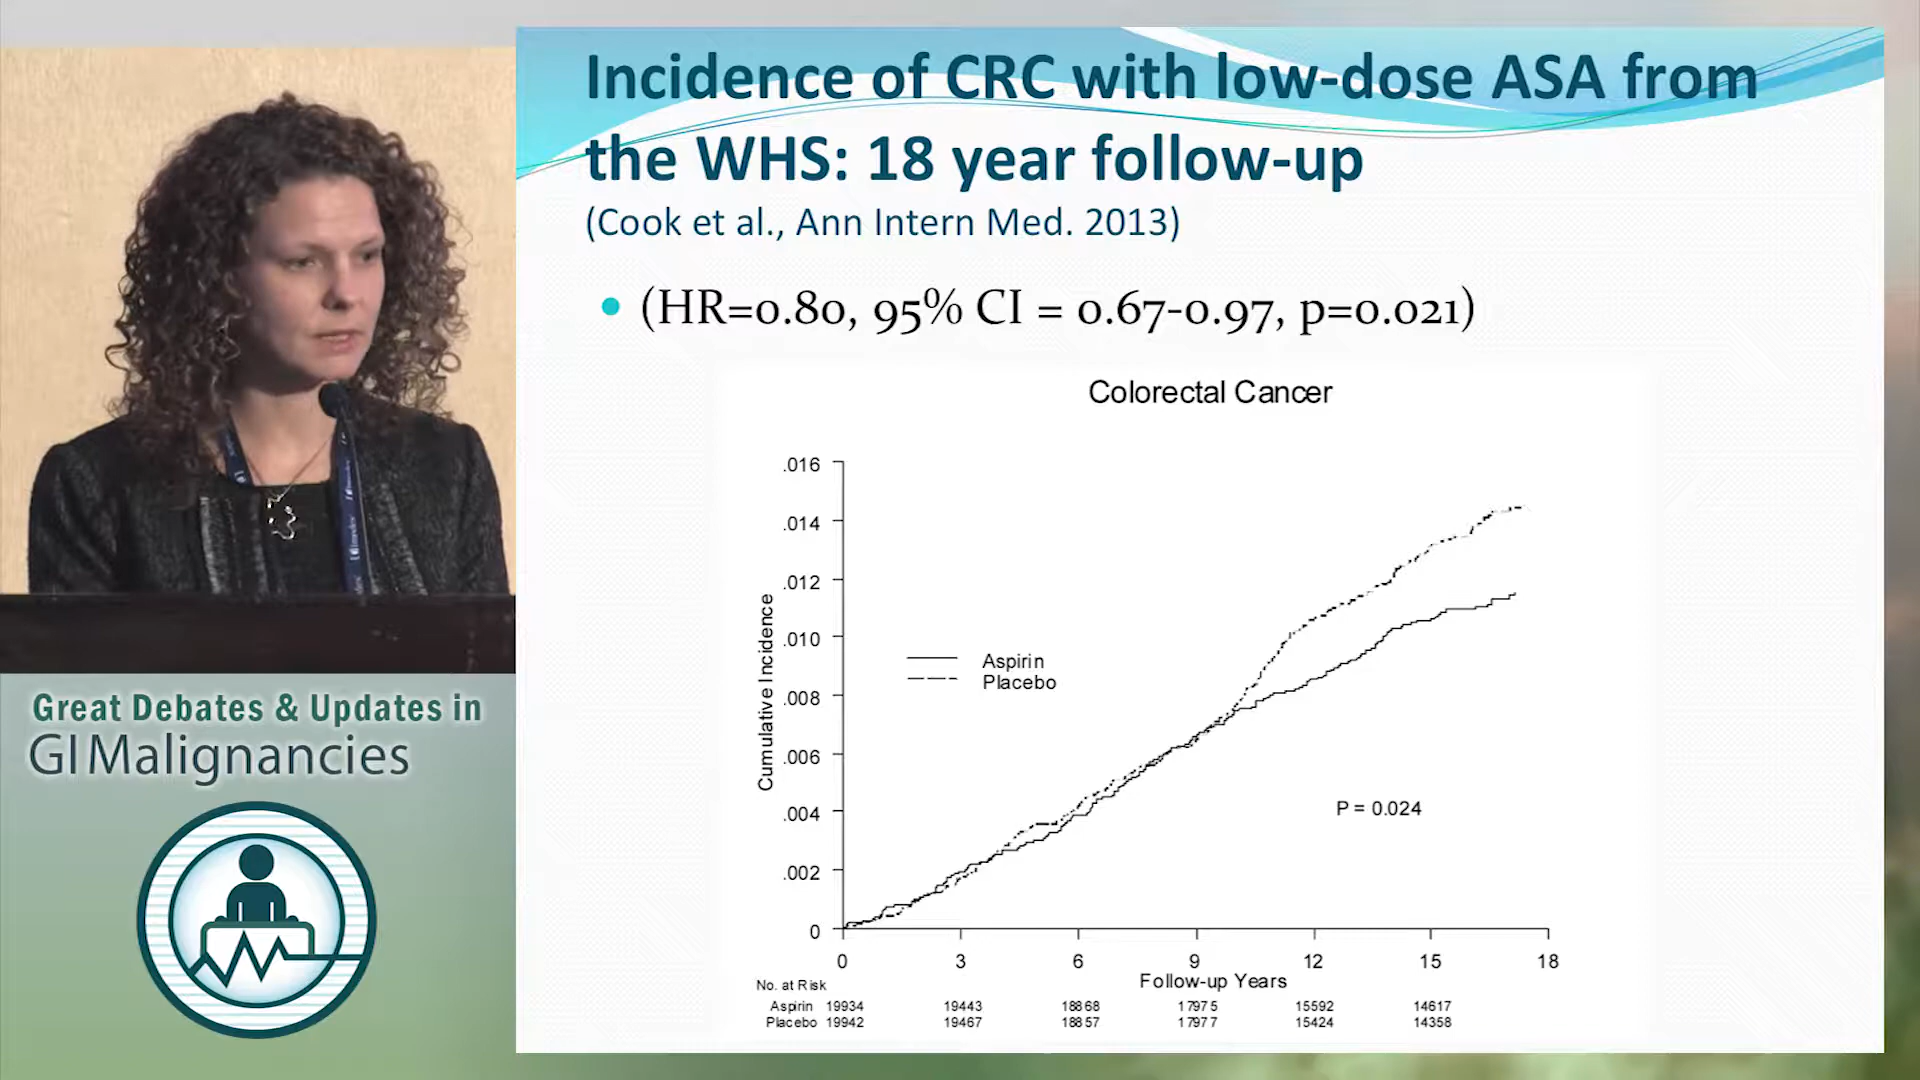 Incidence of CRC with low-dose ASA from
the WHS: 18 year follow-up
(Cook et al., Ann Intern Med. 2013)
• (HR=0.80, 95% CI = 0.67-0.97, p=0.021)
Colorectal Cancer
Cumulative Incidence
.016
.014
.012
.010
.008
.006
.004
.002
0
Aspirin
Placebo
P = 0.024
0 3 6 9 12 15 18
Follow-up Years
No. at Risk
Aspirin 19934 19443 18868 17975 15592 14617
Placebo 19942 19467 18857 17977 15424 14358
Great Debates & Updates in
GI Malignancies